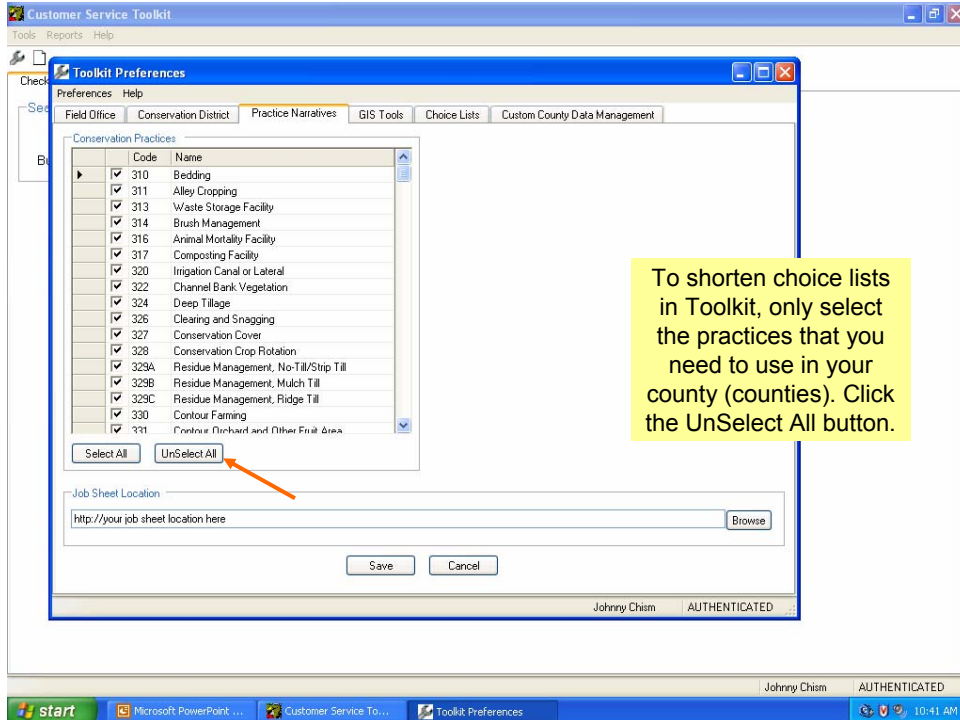 Customer Service Toolkit
Tools Reports Help
Check
Toolkit Preferences
Preferences Help
Field Office Conservation District Practice Narratives GIS Tools Choice Lists Custom County Data Management
See
Conservation Practices
Code Name
310 Bedding
311 Alley Cropping
313 Waste Storage Facility
314 Brush Management
316 Animal Mortality Facility
317 Composting Facility
320 Irrigation Canal or Lateral
322 Channel Bank Vegetation
324 Deep Tillage
326 Clearing and Snagging
327 Conservation Cover
328 Conservation Crop Rotation
329A Residue Management, No-Till/Strip Till
329B Residue Management, Mulch Till
329C Residue Management, Ridge Till
330 Contour Farming
331 Contour Orchard and Other Fruit Area
Select All UnSelect All
To shorten choice lists
in Toolkit, only select
the practices that you
need to use in your
county (counties). Click
the UnSelect All button.
Job Sheet Location
http://your job sheet location here Browse
Save Cancel
Johnny Chism AUTHENTICATED
Johnny Chism AUTHENTICATED
start Microsoft PowerPoint ... Customer Service To... Toolkit Preferences 10:41 AM